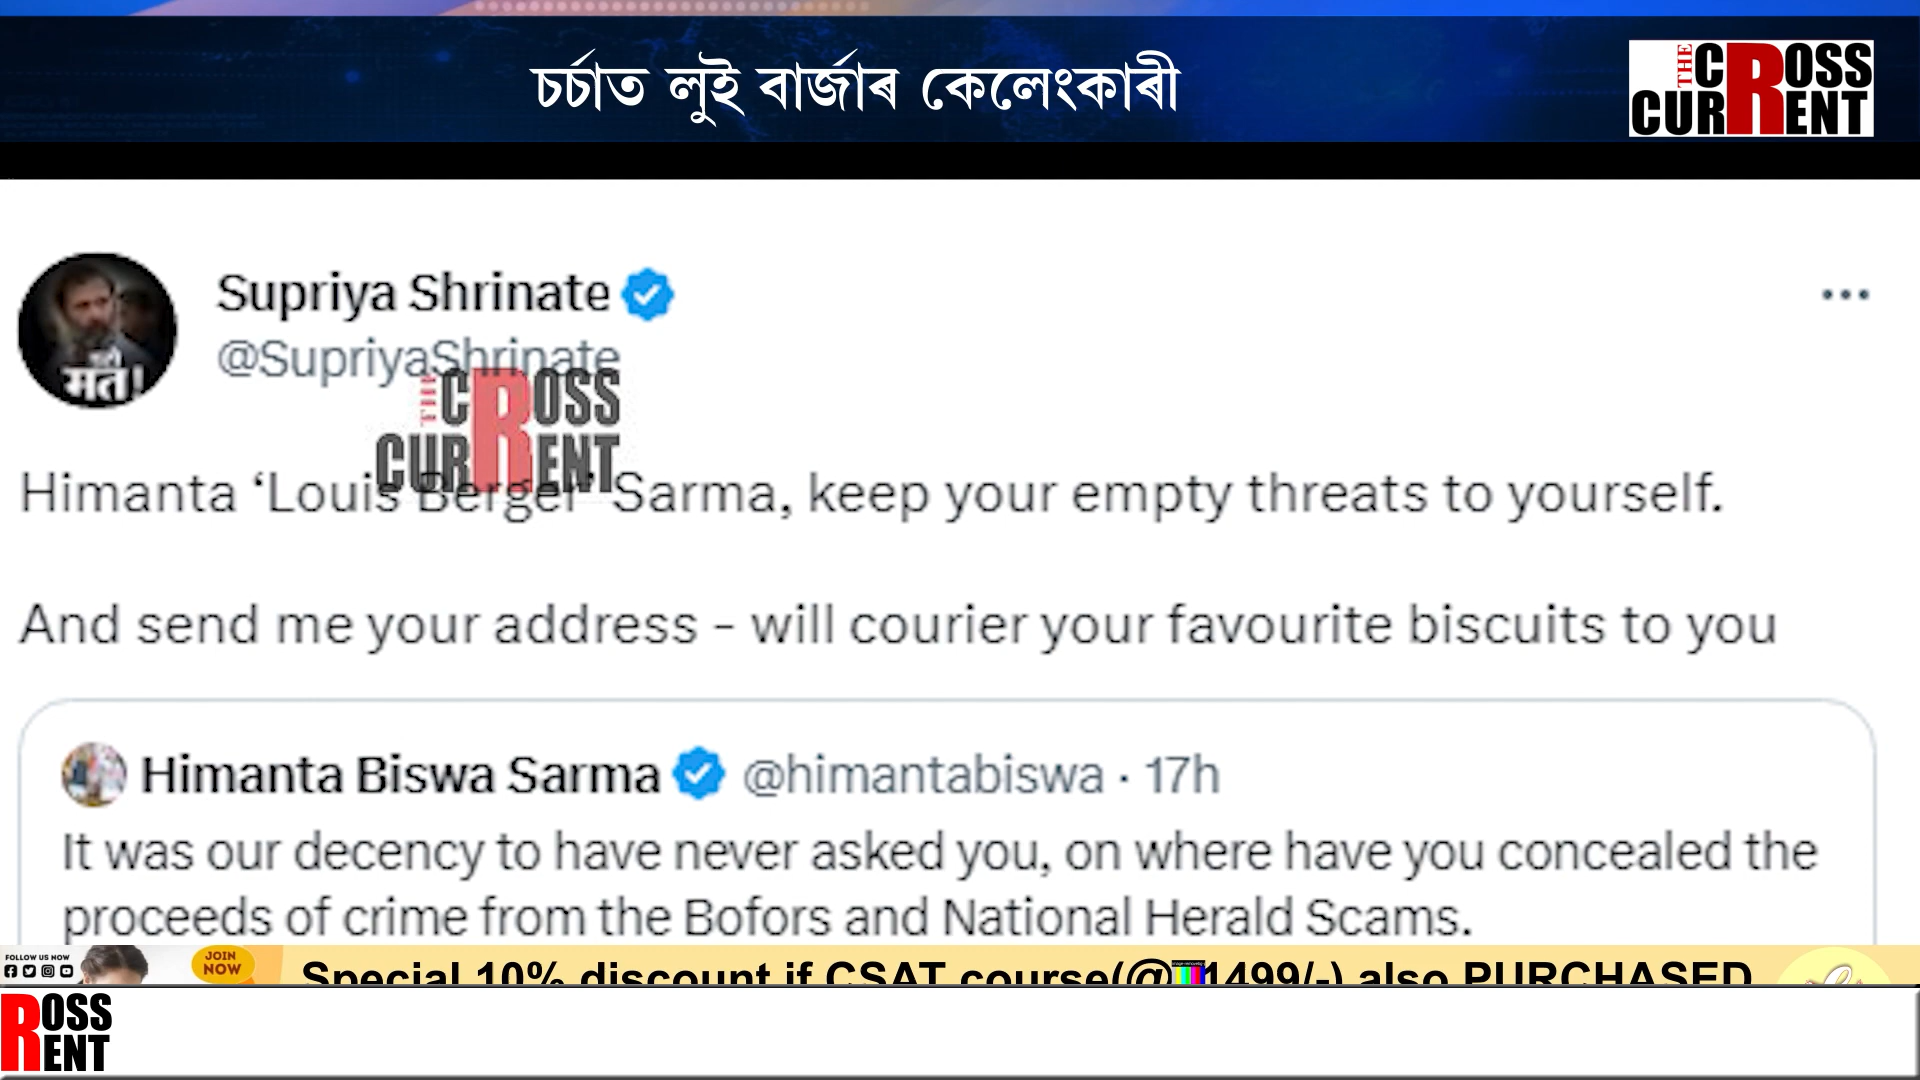 চৰ্চাত লুই বাৰ্জাৰ কেলেংকাৰী
THE CROSS
CURRENT
Supriya Shrinate
@SupriyaShrinate
मत!
THE CROSS
CURRENT
Himanta ‘Louis Berger’ Sarma, keep your empty threats to yourself.
And send me your address - will courier your favourite biscuits to you
Himanta Biswa Sarma @himantabiswa · 17h
It was our decency to have never asked you, on where have you concealed the
proceeds of crime from the Bofors and National Herald Scams.
FOLLOW US NOW
JOIN
NOW
Special 10% discount if CSAT course(@ 1499/-) also PURCHASED
ROSS
RENT